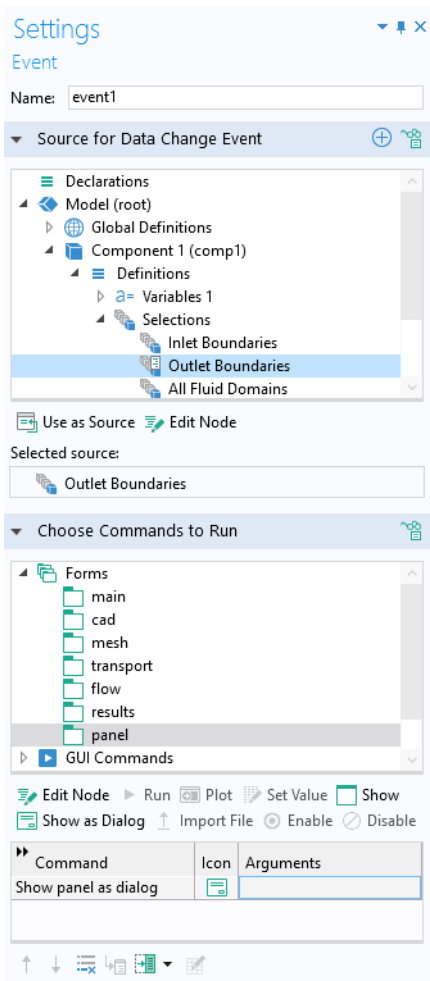 Settings
Event
Name: event1
Source for Data Change Event
Declarations
Model (root)
Global Definitions
Component 1 (comp1)
Definitions
a= Variables 1
Selections
Inlet Boundaries
Outlet Boundaries
All Fluid Domains
Use as Source Edit Node
Selected source:
Outlet Boundaries
Choose Commands to Run
Forms
main
cad
mesh
transport
flow
results
panel
GUI Commands
Edit Node Run Plot Set Value Show
Show as Dialog Import File Enable Disable
Command Icon Arguments
Show panel as dialog